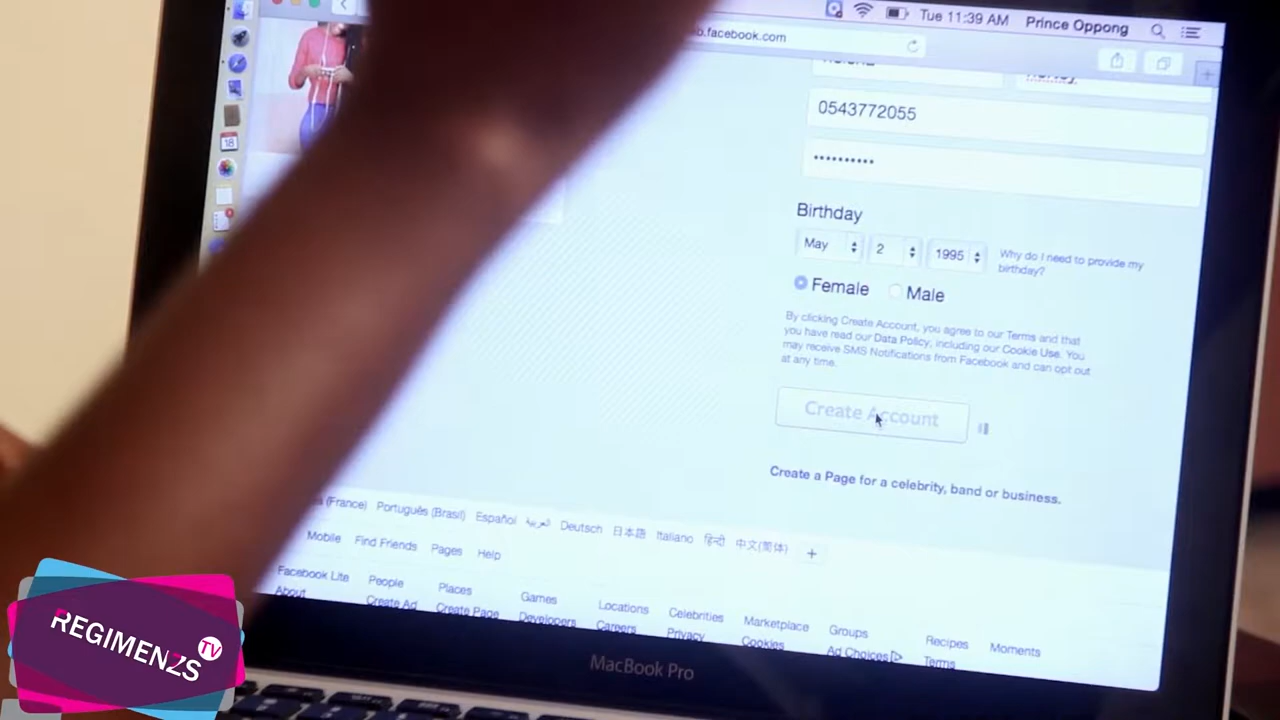 Tue 11:39 AM Prince Oppong
.facebook.com
0543772055
••••••••••
Birthday
May 2 1995
Why do I need to provide my
birthday?
Female Male
By clicking Create Account, you agree to our Terms and that
you have read our Data Policy, including our Cookie Use. You
may receive SMS Notifications from Facebook and can opt out
at any time.
Create Account
Create a Page for a celebrity, band or business.
(France) Português (Brasil) Español العربية Deutsch 日本語 Italiano हिन्दी 中文(简体) +
Mobile Find Friends Pages Help
Facebook Lite People Places Games Locations Celebrities Marketplace Groups Recipes Moments
About Create Ad Create Page Developers Careers Privacy Cookies Ad Choices Terms
MacBook Pro
18
REGIMENZS
TV